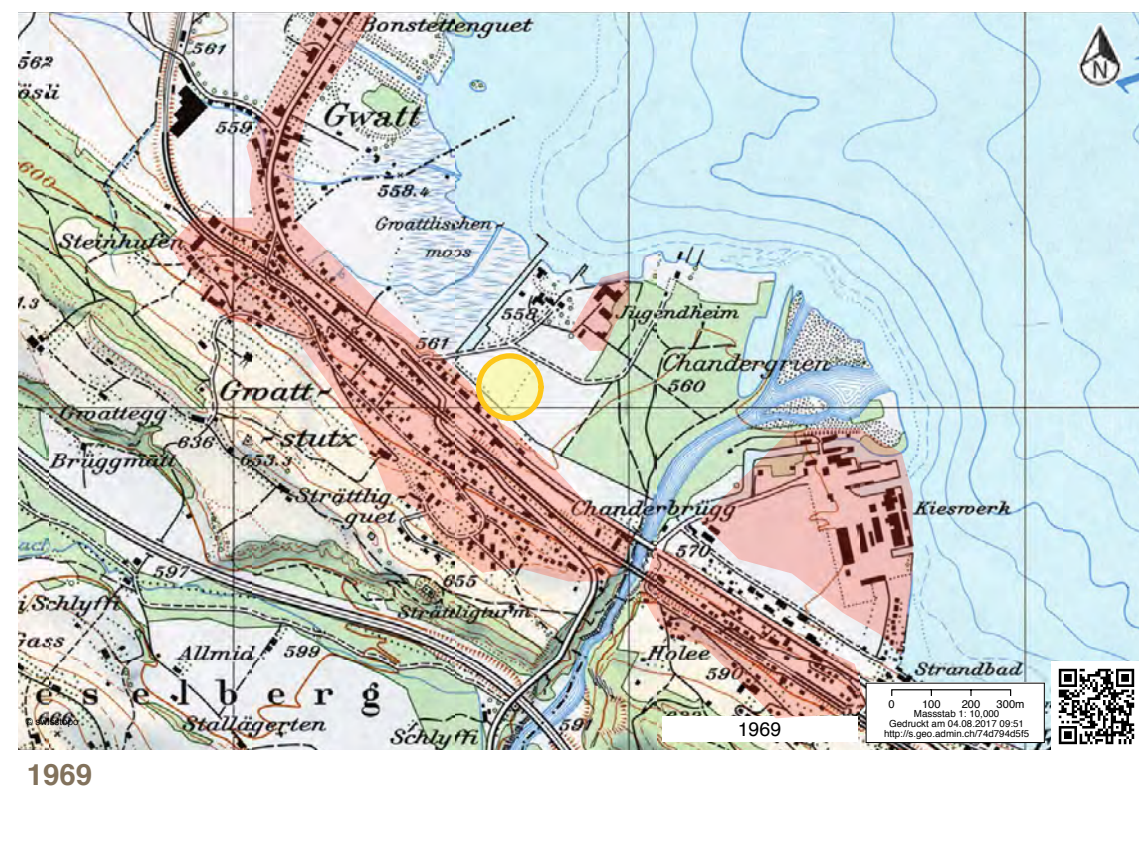 Bonstettenguet
561
562
ösli
Gwatt
559
558.4
600
Gwattlischen-
moos
Steinhufen
558
Jugendheim
561
Chandergrien
560
Gwatt-
Gwattegg
-stutz
636
653.3
Brüggmatt
Strättlig-
guet
Chanderbrügg
Kieswerk
570
597
655
Strättligturm
i Schlyffi
Gass
Allmid
599
Holee
590
Strandbad
eselberg
© swisstopo
Stallägerten
Schlyffi
591
N
0 100 200 300m
Massstab 1: 10,000
Gedruckt am 04.08.2017 09:51
http://s.geo.admin.ch/74d794d5f5
1969
1969